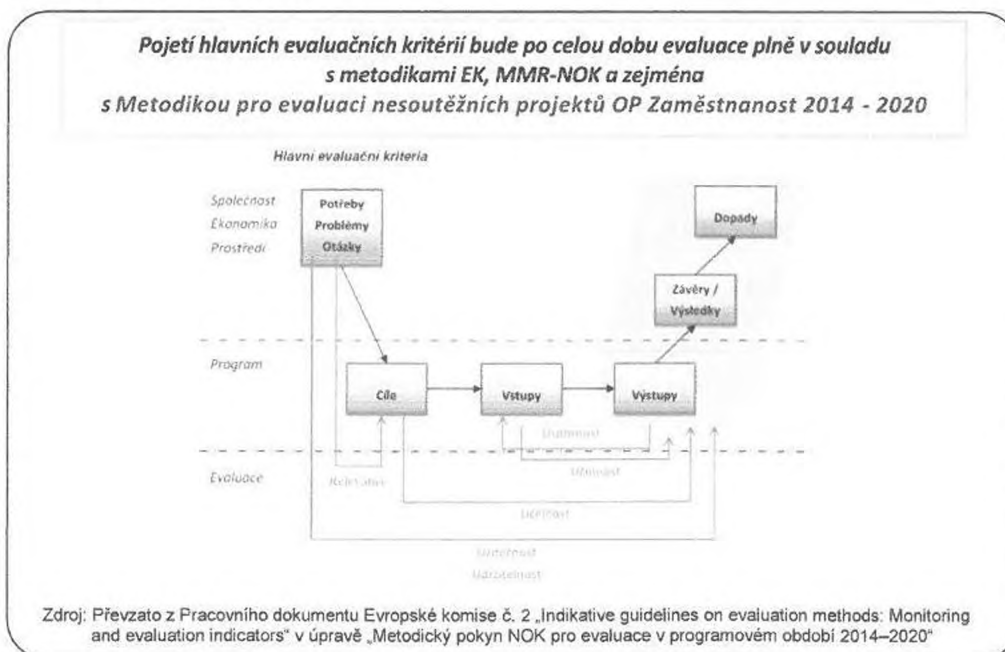 Pojetí hlavních evaluačních kritérií bude po celou dobu evaluace plně v souladu
s metodikami EK, MMR-NOK a zejména
s Metodikou pro evaluaci nesoutěžních projektů OP Zaměstnanost 2014 - 2020
Hlavní evaluační kriteria
Společnost
Ekonomika
Prostředí
Potřeby
Problémy
Otázky
Dopady
Závěry /
Výsledky
Program
Cíle
Vstupy
Výstupy
Evaluace
Účinnost
Účelnost
Udržitelnost
Zdroj: Převzato z Pracovního dokumentu Evropské komise č. 2 „Indikative guidelines on evaluation methods: Monitoring
and evaluation indicators“ v úpravě „Metodický pokyn NOK pro evaluace v programovém období 2014–2020“